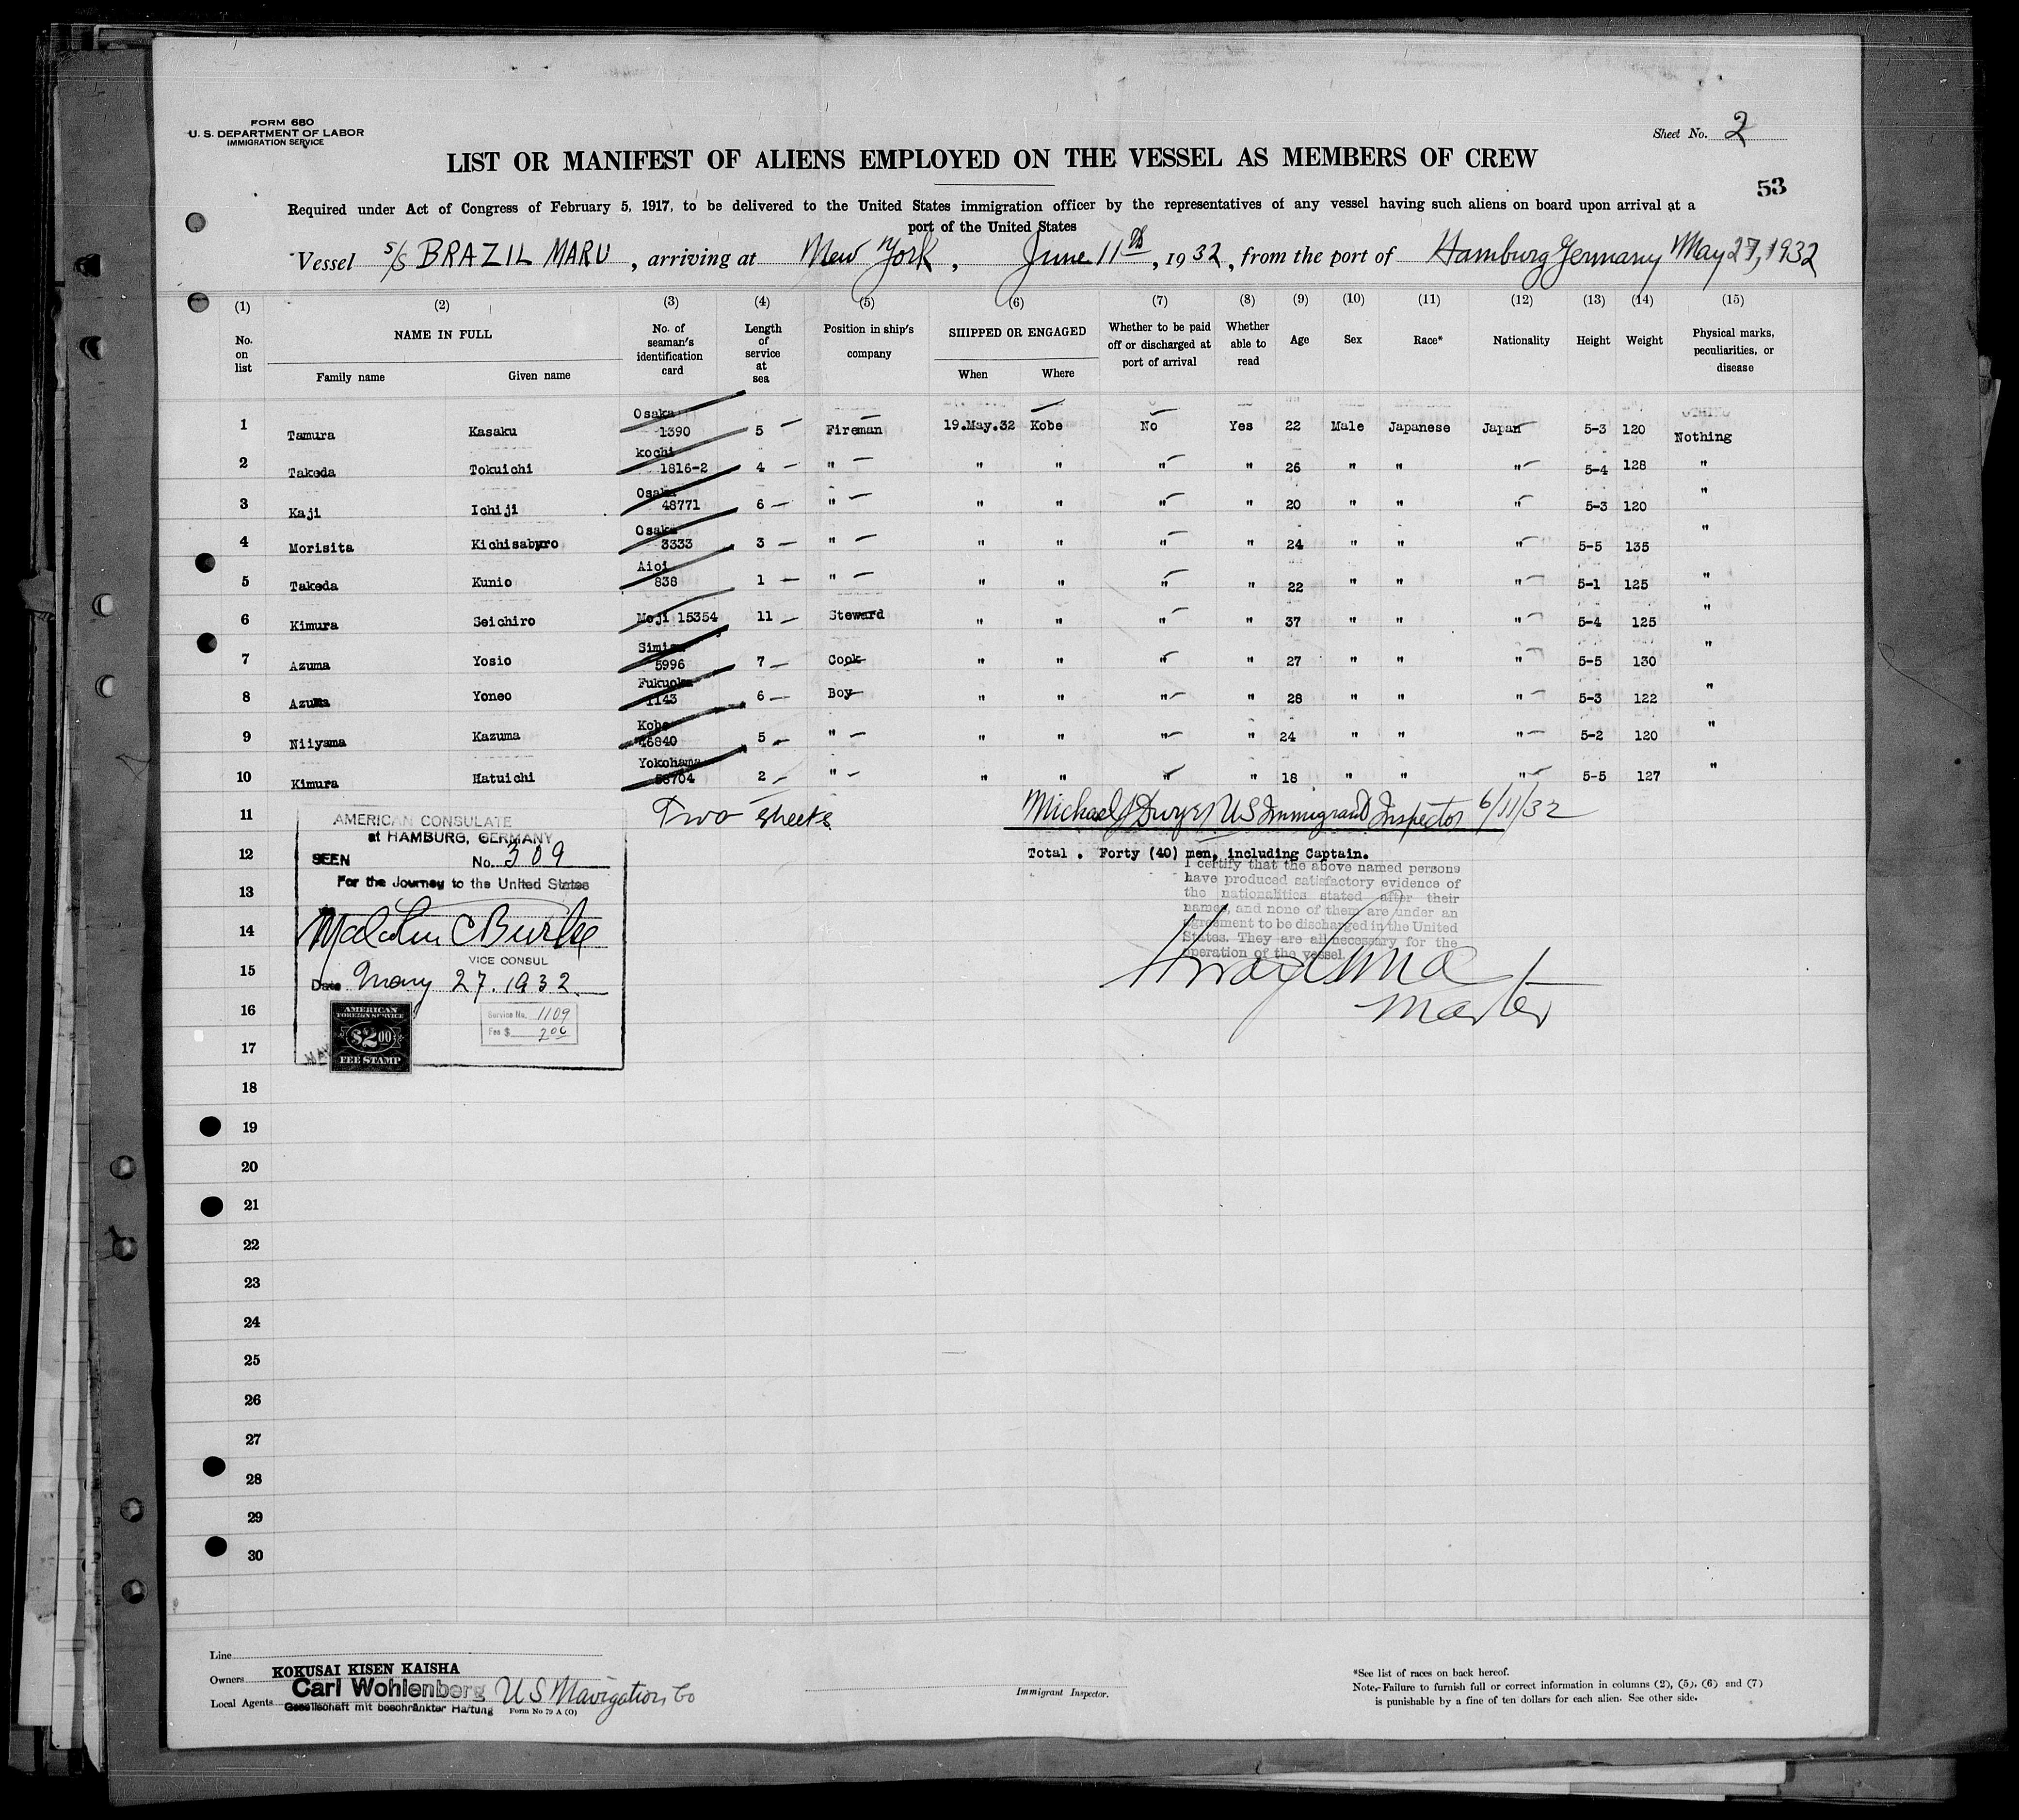 FORM 680
U. S. DEPARTMENT OF LABOR
IMMIGRATION SERVICE
Sheet No. 2
LIST OR MANIFEST OF ALIENS EMPLOYED ON THE VESSEL AS MEMBERS OF CREW
53
Required under Act of Congress of February 5, 1917, to be delivered to the United States immigration officer by the representatives of any vessel having such aliens on board upon arrival at a
port of the United States
Vessel S/S BRAZIL MARU, arriving at New York, June 11th, 1932, from the port of Hamburg Germany May 27, 1932
(1) (2) (3) (4) (5) (6) (7) (8) (9) (10) (11) (12) (13) (14) (15)
No. on list NAME IN FULL Family name Given name No. of seaman's identification card Length of service at sea Position in ship's company SHIPPED OR ENGAGED When Where Whether to be paid off or discharged at port of arrival Whether able to read Age Sex Race* Nationality Height Weight Physical marks, peculiarities, or disease
1 Tamura Kasaku Osaka 1390 5 Fireman 19.May.32 Kobe No Yes 22 Male Japanese Japan 5-3 120 Nothing
2 Takeda Tokuichi kochi 1816-2 4 " " " " " 26 " " " 5-4 128 "
3 Kaji Ichiji Osaka 48771 6 " " " " " 20 " " " 5-3 120 "
4 Morisita Kichisabyro Osaka 3333 3 " " " " " 24 " " " 5-5 135 "
5 Takeda Kunio Aioi 838 1 " " " " " 22 " " " 5-1 125 "
6 Kimura Seichiro Moji 15354 11 Steward " " " " 37 " " " 5-4 125 "
7 Azuma Yosio Simisu 5996 7 Cook " " " " 27 " " " 5-5 130 "
8 Azuma Yoneo Fukuoka 1143 6 Boy " " " " 28 " " " 5-3 122 "
9 Niiyama Kazuma Kobe 46840 5 " " " " " 24 " " " 5-2 120 "
10 Kimura Hatuichi Yokohama 58704 2 " " " " " 18 " " " 5-5 127 "
11 Two sheets Michael J Dwyer US Immigrant Inspector 6/11/32
AMERICAN CONSULATE
at HAMBURG, GERMANY
12 SEEN No. 309 Total . Forty (40) men, including Captain.
For the Journey to the United States
I certify that the above named persons
have produced satisfactory evidence of
13 the nationalities stated after their
names, and none of them are under an
14 agreement to be discharged in the United
States. They are all necessary for the
operation of the vessel.
Malcolm C Burke
VICE CONSUL
15 Date May 27. 1932
Master
16
AMERICAN
FOREIGN SERVICE
$2.00
FEE STAMP
Service No. 1109
Fee $ 2.00
MAY
17
18
19
20
21
22
23
24
25
26
27
28
29
30
Line
Owners KOKUSAI KISEN KAISHA
Carl Wohlenberg
Local Agents Gesellschaft mit beschränkter Haftung U S Navigation Co
Form No 79 A (O)
Immigrant Inspector.
*See list of races on back hereof.
Note.-Failure to furnish full or correct information in columns (2), (5), (6) and (7)
is punishable by a fine of ten dollars for each alien. See other side.